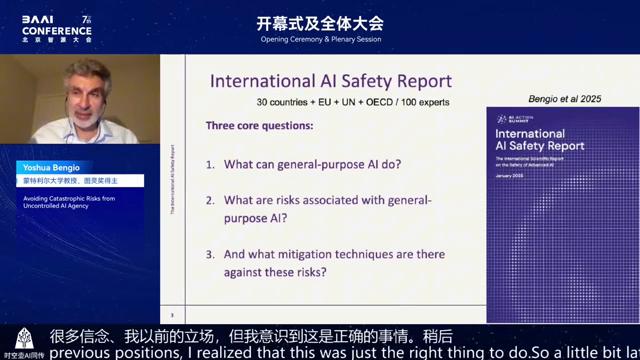 BAAI
CONFERENCE
北京智源大会
开幕式及全体大会
Opening Ceremony & Plenary Session
Yoshua Bengio
蒙特利尔大学教授、图灵奖得主
Avoiding Catastrophic Risks from
Uncontrolled AI Agency
The International AI Safety Report
International AI Safety Report
30 countries + EU + UN + OECD / 100 experts
Three core questions:
1. What can general-purpose AI do?
2. What are risks associated with general-
purpose AI?
3. And what mitigation techniques are there
against these risks?
3
Bengio et al 2025
AI ACTION
SUMMIT
International
AI Safety Report
The International Scientific Report
on the Safety of Advanced AI
January 2025
时空壶AI同传
很多信念、我以前的立场，但我意识到这是正确的事情。稍后
previous positions, I realized that this was just the right thing to do.So a little bit la